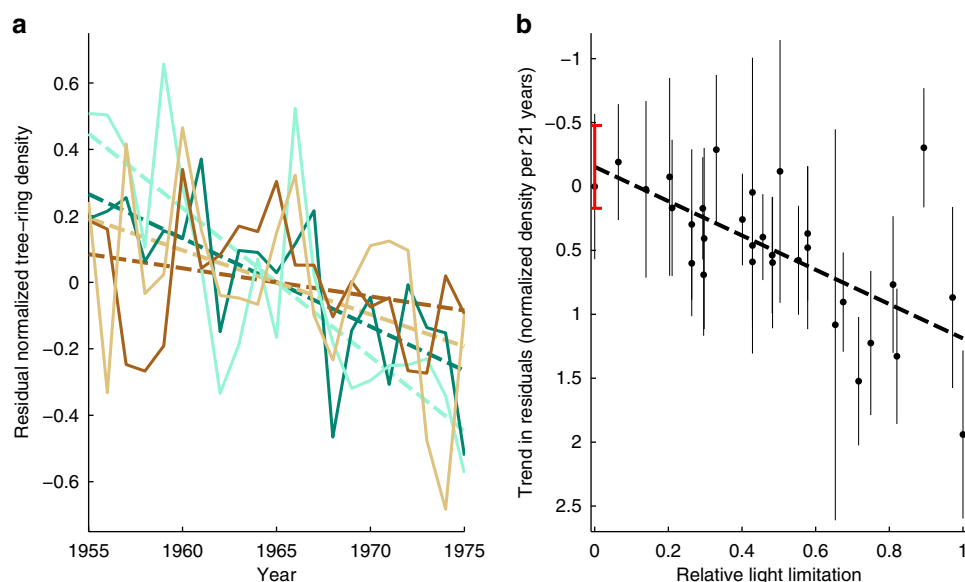 a
Residual normalized tree-ring density
0.6
0.4
0.2
0
−0.2
−0.4
−0.6
1955 1960 1965 1970 1975
Year
b
Trend in residuals (normalized density per 21 years)
−1
−0.5
0
0.5
1
1.5
2
2.5
0 0.2 0.4 0.6 0.8 1
Relative light limitation